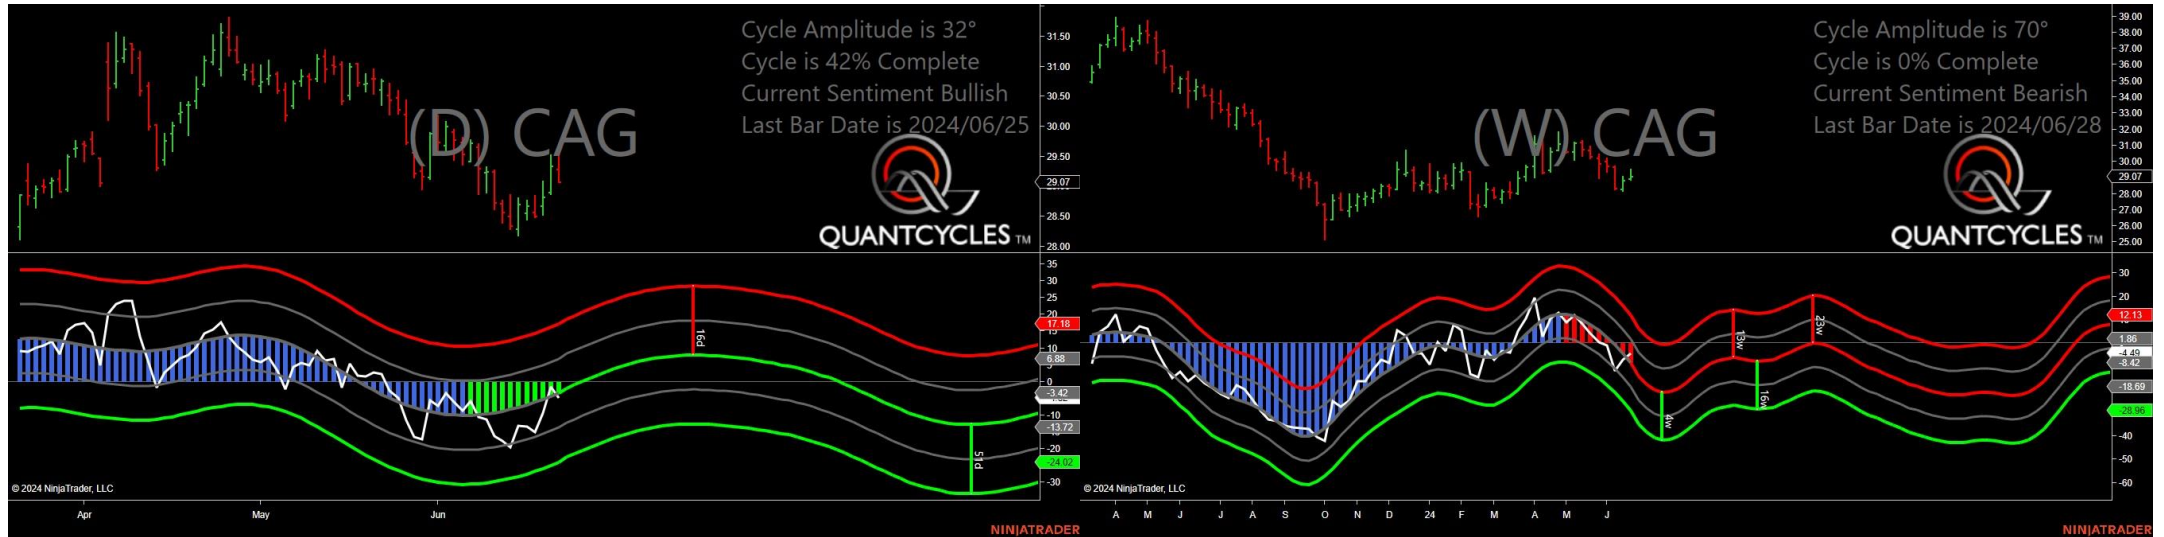 Cycle Amplitude is 32°
Cycle is 42% Complete
Current Sentiment Bullish
Last Bar Date is 2024/06/25
(D) CAG
QUANTCYCLES TM
31.50
31.00
30.50
30.00
29.50
29.07
28.50
28.00
35
30
25
20
17.18
10
6.88
0
-3.42
-10
-13.72
-20
-24.02
-30
16d
51d
© 2024 NinjaTrader, LLC
Apr May Jun
NINJATRADER
Cycle Amplitude is 70°
Cycle is 0% Complete
Current Sentiment Bearish
Last Bar Date is 2024/06/28
(W) CAG
QUANTCYCLES TM
39.00
38.00
37.00
36.00
35.00
34.00
33.00
32.00
31.00
30.00
29.07
28.00
27.00
26.00
25.00
30
20
12.13
1.86
-4.49
-8.42
-18.69
-28.96
-40
-50
-60
13w
23w
16w
4w
© 2024 NinjaTrader, LLC
A M J J A S O N D 24 F M A M J
NINJATRADER